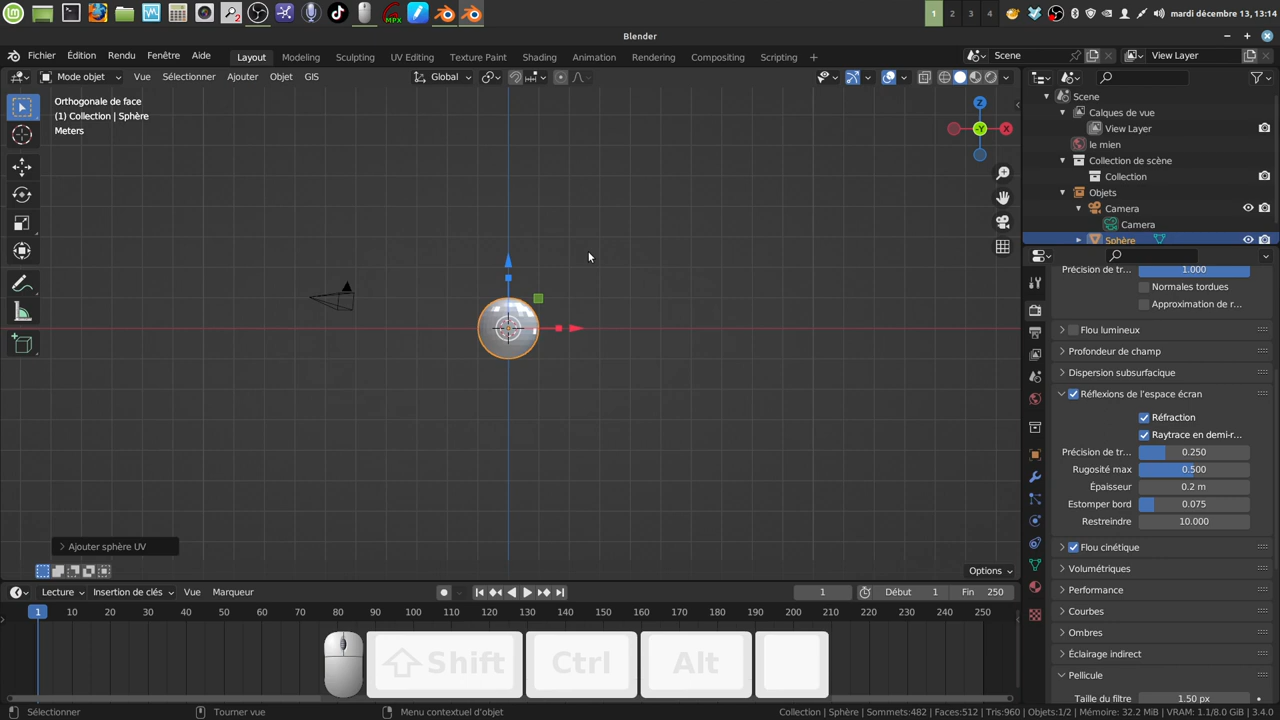 1 2 3 4 mardi décembre 13, 13:14
Blender
Fichier Édition Rendu Fenêtre Aide Layout Modeling Sculpting UV Editing Texture Paint Shading Animation Rendering Compositing Scripting + Scene View Layer
Mode objet Vue Sélectionner Ajouter Objet GIS Global
Orthogonale de face
(1) Collection | Sphère
Meters
Z
-Y
X
Scene
Calques de vue
View Layer
le mien
Collection de scène
Collection
Objets
Camera
Camera
Sphère
Précision de tr... 1.000
Normales tordues
Approximation de r...
Flou lumineux
Profondeur de champ
Dispersion subsurfacique
Réflexions de l'espace écran
Réfraction
Raytrace en demi-r...
Précision de tr... 0.250
Rugosité max 0.500
Épaisseur 0.2 m
Estomper bord 0.075
Restreindre 10.000
Flou cinétique
Volumétriques
Performance
Courbes
Ombres
Éclairage indirect
Pellicule
Taille du filtre 1.50 px
Ajouter sphère UV
Options
Lecture Insertion de clés Vue Marqueur 1 Début 1 Fin 250
1 10 20 30 40 50 60 70 80 90 100 110 120 130 140 150 160 170 180 190 200 210 220 230 240 250
Shift Ctrl Alt
Sélectionner Tourner vue Menu contextuel d'objet Collection | Sphère | Sommets:482 | Faces:512 | Tris:960 | Objets:1/2 | Mémoire: 32.2 MiB | VRAM: 1.1/8.0 GiB | 3.4.0